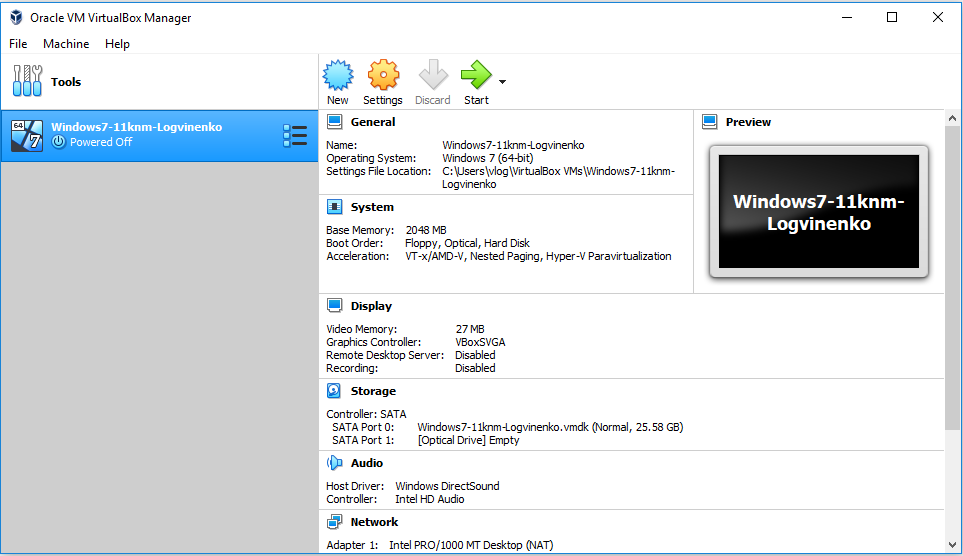 Oracle VM VirtualBox Manager
File Machine Help
Tools
New Settings Discard Start
64
7
Windows7-11knm-Logvinenko
Powered Off
General
Name: Windows7-11knm-Logvinenko
Operating System: Windows 7 (64-bit)
Settings File Location: C:\Users\vlog\VirtualBox VMs\Windows7-11knm-
Logvinenko
Preview
Windows7-11knm-
Logvinenko
System
Base Memory: 2048 MB
Boot Order: Floppy, Optical, Hard Disk
Acceleration: VT-x/AMD-V, Nested Paging, Hyper-V Paravirtualization
Display
Video Memory: 27 MB
Graphics Controller: VBoxSVGA
Remote Desktop Server: Disabled
Recording: Disabled
Storage
Controller: SATA
SATA Port 0: Windows7-11knm-Logvinenko.vmdk (Normal, 25.58 GB)
SATA Port 1: [Optical Drive] Empty
Audio
Host Driver: Windows DirectSound
Controller: Intel HD Audio
Network
Adapter 1: Intel PRO/1000 MT Desktop (NAT)